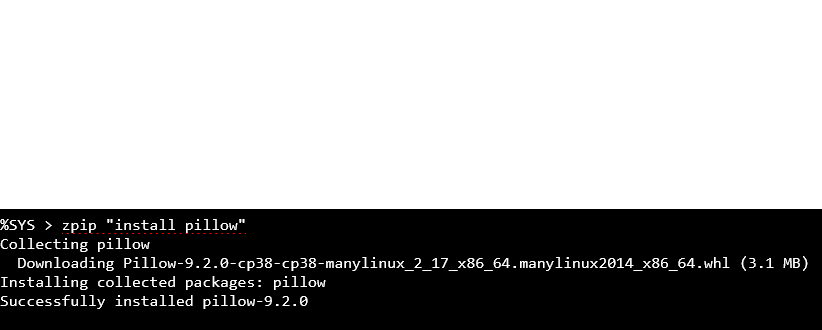 %SYS > zpip "install pillow"
Collecting pillow
  Downloading Pillow-9.2.0-cp38-cp38-manylinux_2_17_x86_64.manylinux2014_x86_64.whl (3.1 MB)
Installing collected packages: pillow
Successfully installed pillow-9.2.0